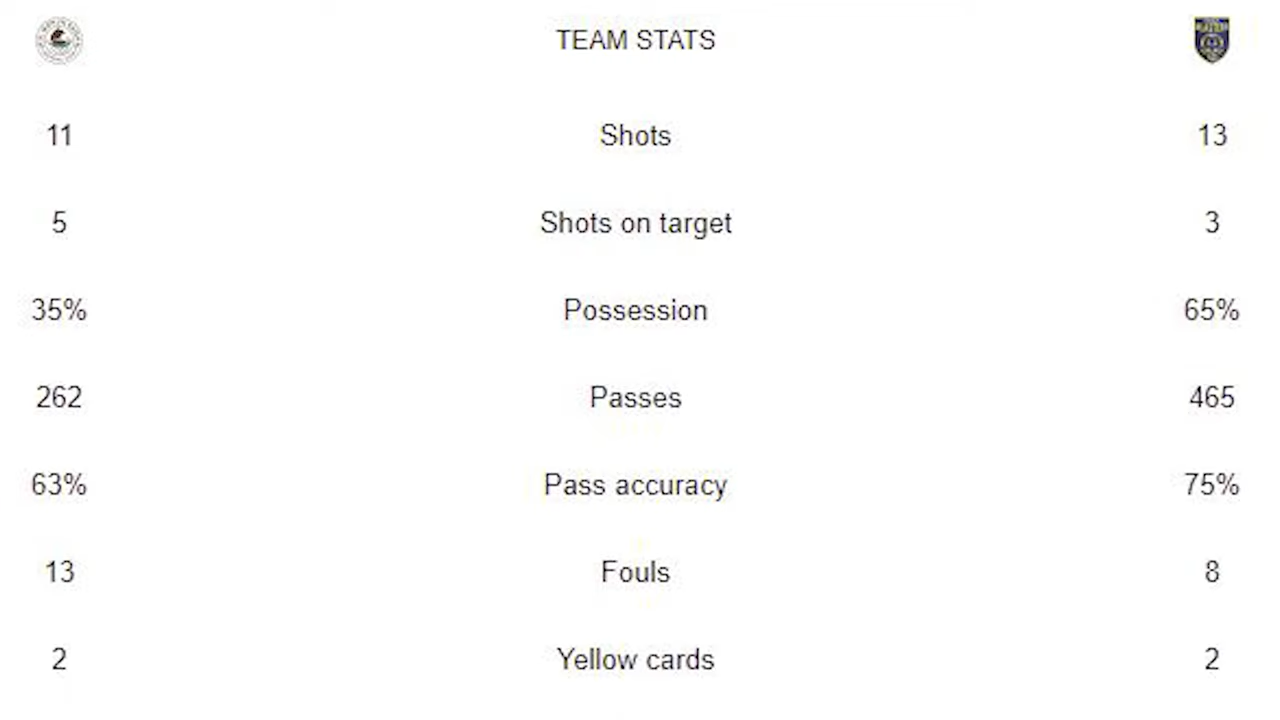 TEAM STATS
11 Shots 13
5 Shots on target 3
35% Possession 65%
262 Passes 465
63% Pass accuracy 75%
13 Fouls 8
2 Yellow cards 2